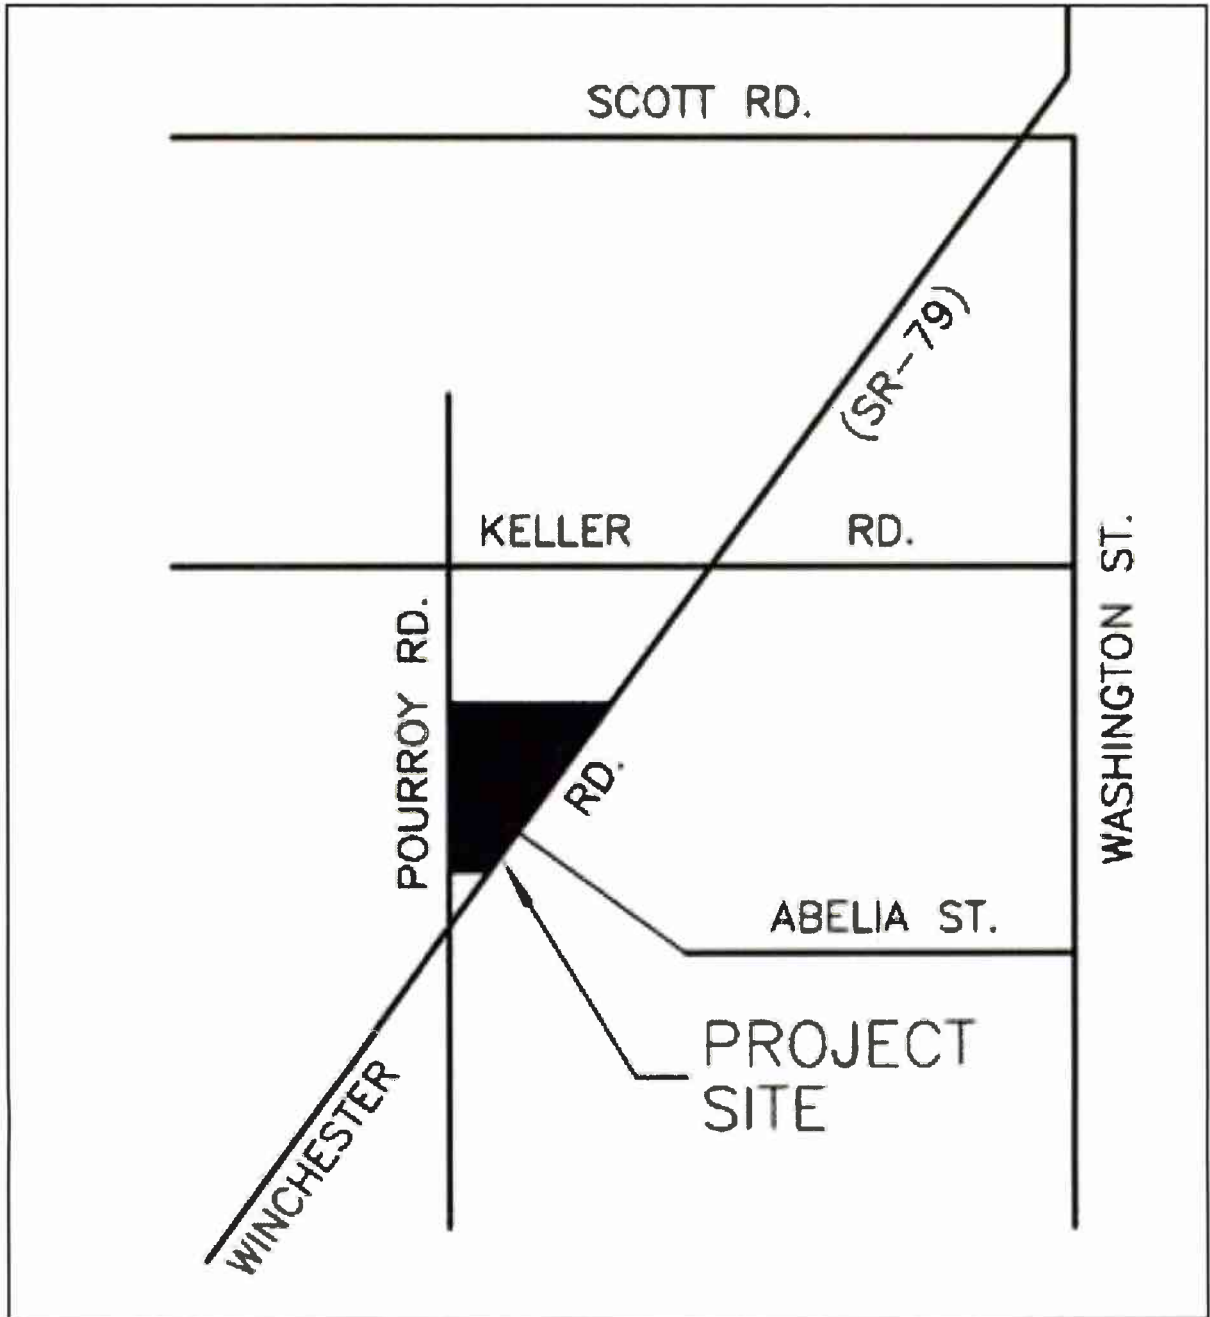 SCOTT RD.
(SR-79)
KELLER RD.
POURROY RD.
WASHINGTON ST.
RD.
ABELIA ST.
PROJECT
SITE
WINCHESTER